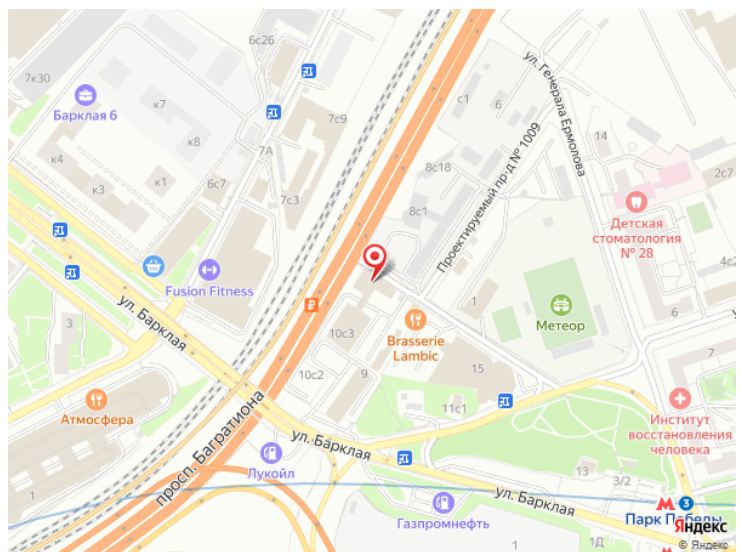 6с26
7к30
Барклая 6
к7
7с9
к8
7А
к4
к3
к1
6с7
7с3
Fusion Fitness
ул. Барклая
3
Атмосфера
1
просп. Багратиона
10с3
10с2
9
Brasserie
Lambic
15
11с1
ул. Барклая
Лукойл
Газпромнефть
ул. Барклая
13
13/2
1Д
с1
6
8с18
8с1
Проектируемый пр-д № 1009
ул. Генерала Ермолова
14
2с7
Детская
стоматология
№ 28
4с2
1
Метеор
6
7
Институт
восстановления
человека
3
Парк Победы
Яндекс
© Яндекс